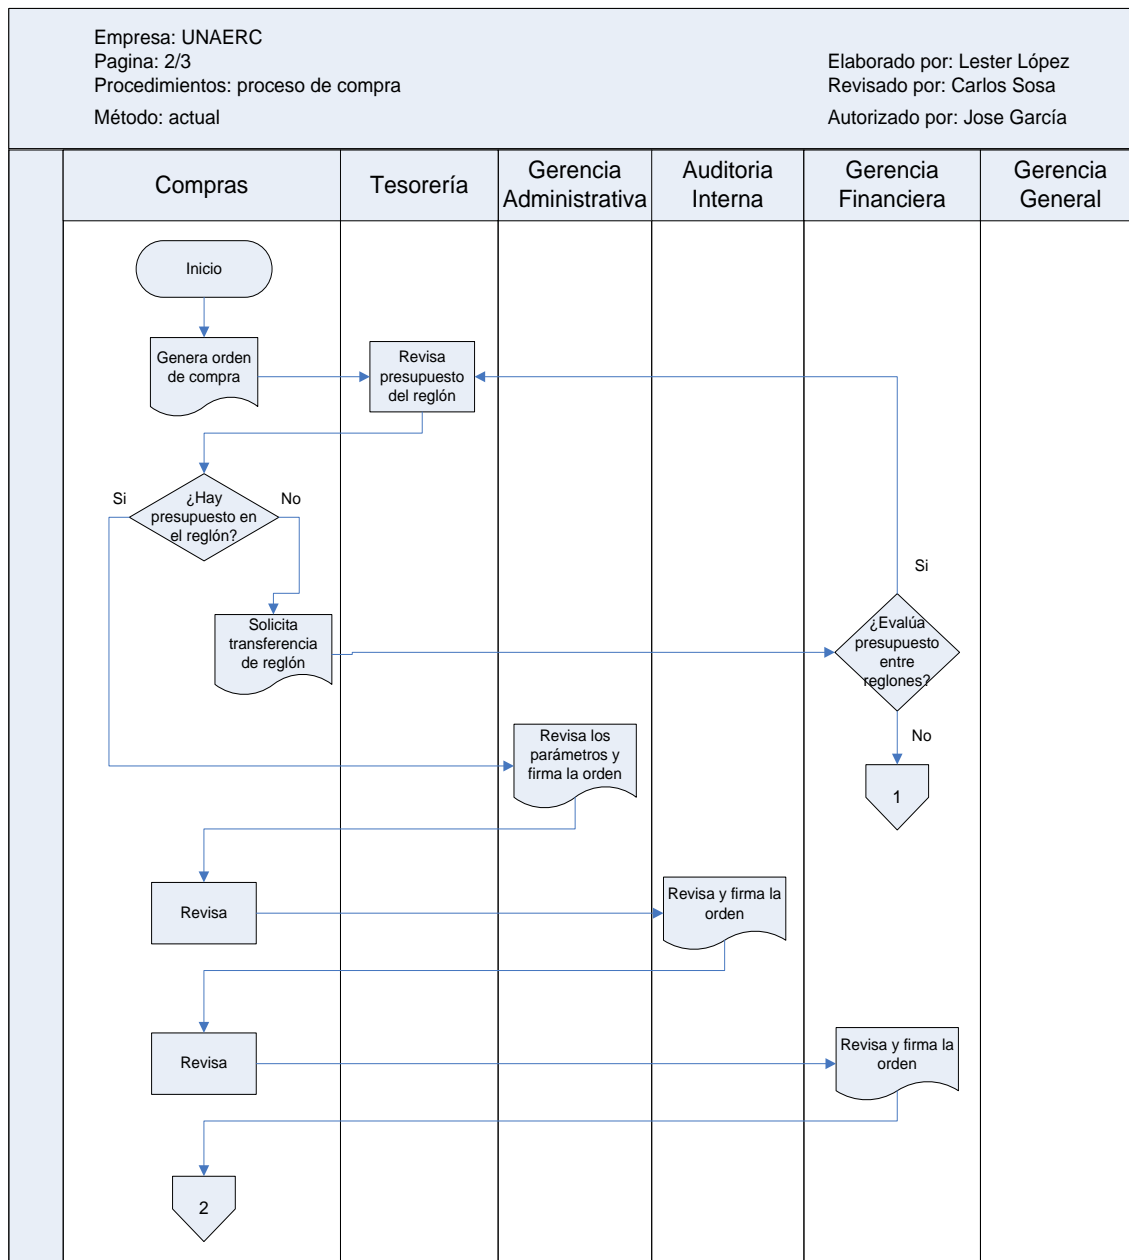 Empresa: UNAERC
Pagina: 2/3
Procedimientos: proceso de compra
Método: actual
Elaborado por: Lester López
Revisado por: Carlos Sosa
Autorizado por: Jose García
Compras
Tesorería
Gerencia
Administrativa
Auditoria
Interna
Gerencia
Financiera
Gerencia
General
Inicio
Genera orden
de compra
Revisa
presupuesto
del reglón
Si
¿Hay
presupuesto en
el reglón?
No
Si
Solicita
transferencia
de reglón
¿Evalúa
presupuesto
entre
reglones?
No
Revisa los
parámetros y
firma la orden
1
Revisa
Revisa y firma la
orden
Revisa
Revisa y firma la
orden
2